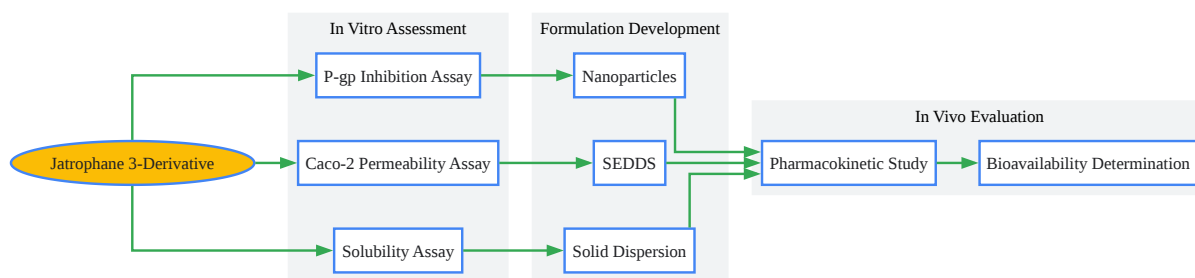 In Vitro Assessment
Formulation Development
P-gp Inhibition Assay
Nanoparticles
In Vivo Evaluation
Jatrophane 3-Derivative
Caco-2 Permeability Assay
SEDDS
Pharmacokinetic Study
Bioavailability Determination
Solubility Assay
Solid Dispersion